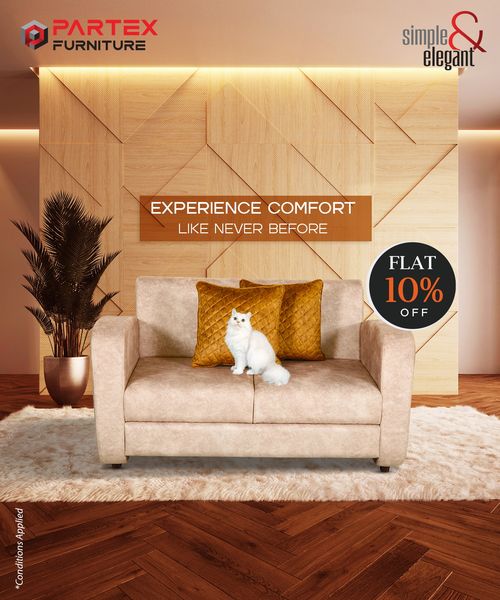 PARTEX
FURNITURE
simple &
elegant
EXPERIENCE COMFORT
LIKE NEVER BEFORE
FLAT
10%
OFF
*Conditions Applied